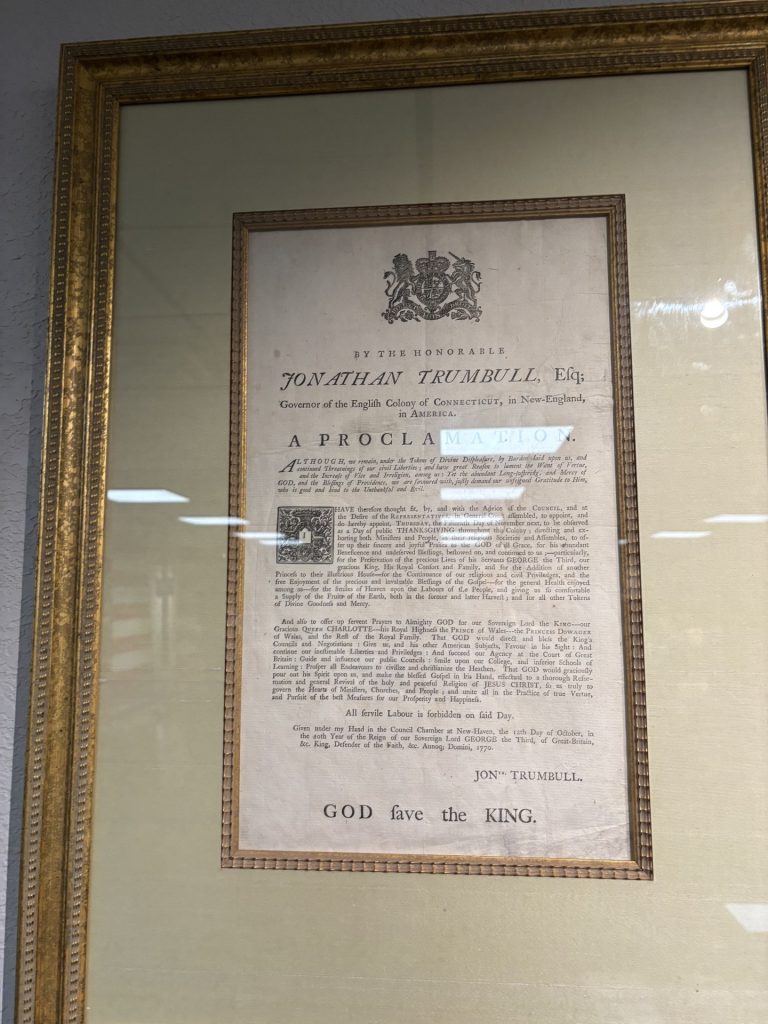 BY THE HONORABLE
JONATHAN TRUMBULL, Eſq;
Governor of the Engliſh Colony of CONNECTICUT, in New-England,
in AMERICA.
A PROCLAMATION.
ALTHOUGH, we remain, under the Tokens of Divine Diſpleaſure, by Burdens laid upon us, and
continued Threatnings of our civil Liberties; and have great Reaſon to lament the Want of Virtue,
and the Increaſe of Vice and Irreligion, among us: Yet the abundant Long-ſuffering, and Mercy of
GOD, and the Bleſſings of Providence, we are favoured with, juſtly demand our unfeigned Gratitude to Him,
who is good and kind to the Unthankful and Evil.
I HAVE therefore thought fit, by, and with the Advice of the COUNCIL, and at
the Deſire of the REPRESENTATIVES, in General Court aſſembled, to appoint, and
do hereby appoint, THURSDAY, the Day of November next, to be obſerved
as a Day of public THANKSGIVING throughout this Colony; directing and ex-
horting both Miniſters and People, in their religious Societies and Aſſemblies, to of-
fer up their ſincere and joyful Praiſes to the GOD of all Grace, for his abundant
Beneficence and undeſerved Bleſſings, beſtowed on, and continued to us;—particularly,
for the Preſervation of the precious Lives of his Servants GEORGE the Third, our
gracious King, His Royal Conſort and Family, and for the Addition of another
Princeſs to their illuſtrious Houſe—for the Continuance of our religious and civil Priviledges, and the
free Enjoyment of the precious and invaluable Bleſſings of the Goſpel—for the general Health enjoyed
among us—for the Smiles of Heaven upon the Labours of the People, and giving us ſo comfortable
a Supply of the Fruits of the Earth, both in the former and latter Harveſt; and for all other Tokens
of Divine Goodneſs and Mercy.
And alſo to offer up fervent Prayers to Almighty GOD for our Sovereign Lord the KING—our
Gracious QUEEN CHARLOTTE—his Royal Highneſs the PRINCE of Wales—the PRINCESS DOWAGER
of Wales, and the Reſt of the Royal Family. That GOD would direct and bleſs the King's
Councils and Negotiations: Give us, and his other American Subjects, Favour in his Sight: And
continue our ineſtimable Liberties and Priviledges: And ſucceed our Agency at the Court of Great
Britain: Guide and influence our public Councils: Smile upon our College, and inferior Schools of
Learning: Proſper all Endeavours to civilize and chriſtianize the Heathen. That GOD would graciouſly
pour out his Spirit upon us, and make the bleſſed Goſpel in his Hand, effectual to a thorough Refor-
mation and general Revival of the holy and peaceful Religion of JESUS CHRIST, ſo as truly to
govern the Hearts of Miniſters, Churches, and People; and unite all in the Practice of true Virtue,
and Purſuit of the beſt Meaſures for our Proſperity and Happineſs.
All ſervile Labour is forbidden on ſaid Day.
Given under my Hand in the Council Chamber at New-Haven, the 12th Day of October, in
the 10th Year of the Reign of our Sovereign Lord GEORGE the Third, of Great-Britain,
&c. King, Defender of the Faith, &c. Annoq; Domini, 1770.
JONTH. TRUMBULL.
GOD ſave the KING.